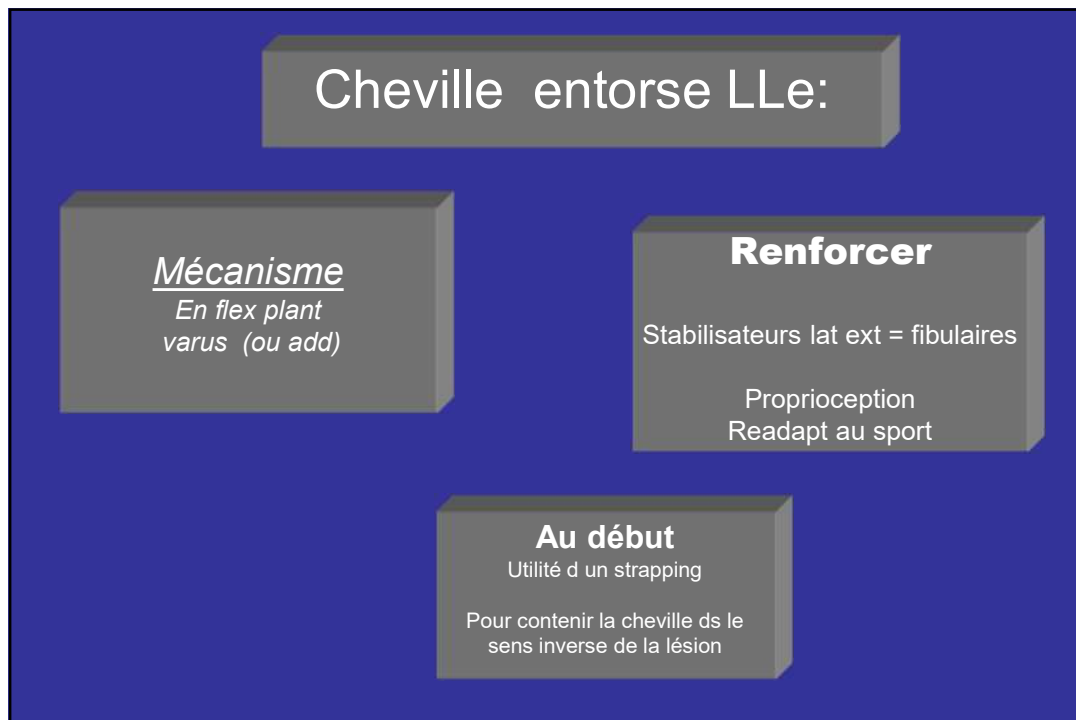 Cheville entorse LLe:
Mécanisme
En flex plant
varus (ou add)
Renforcer
Stabilisateurs lat ext = fibulaires
Proprioception
Readapt au sport
Au début
Utilité d un strapping
Pour contenir la cheville ds le
sens inverse de la lésion